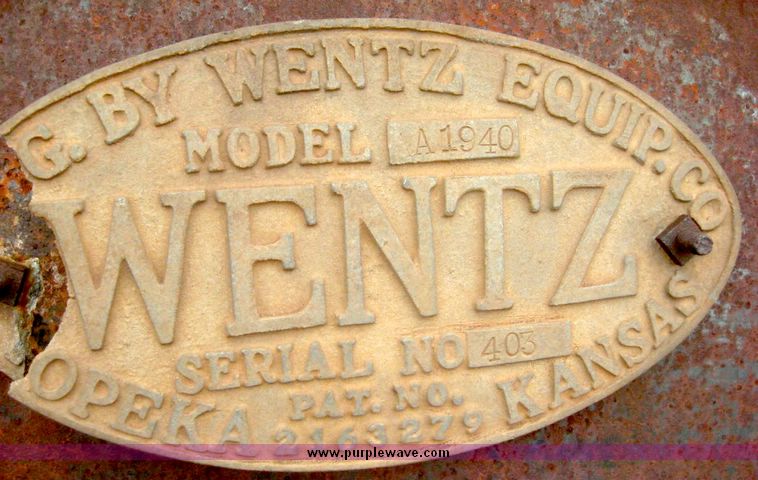 G. BY WENTZ EQUIP. CO
MODEL A1940
WENTZ
SERIAL NO 403
PAT. NO.
2163279
OPEKA KANSAS
www.purplewave.com